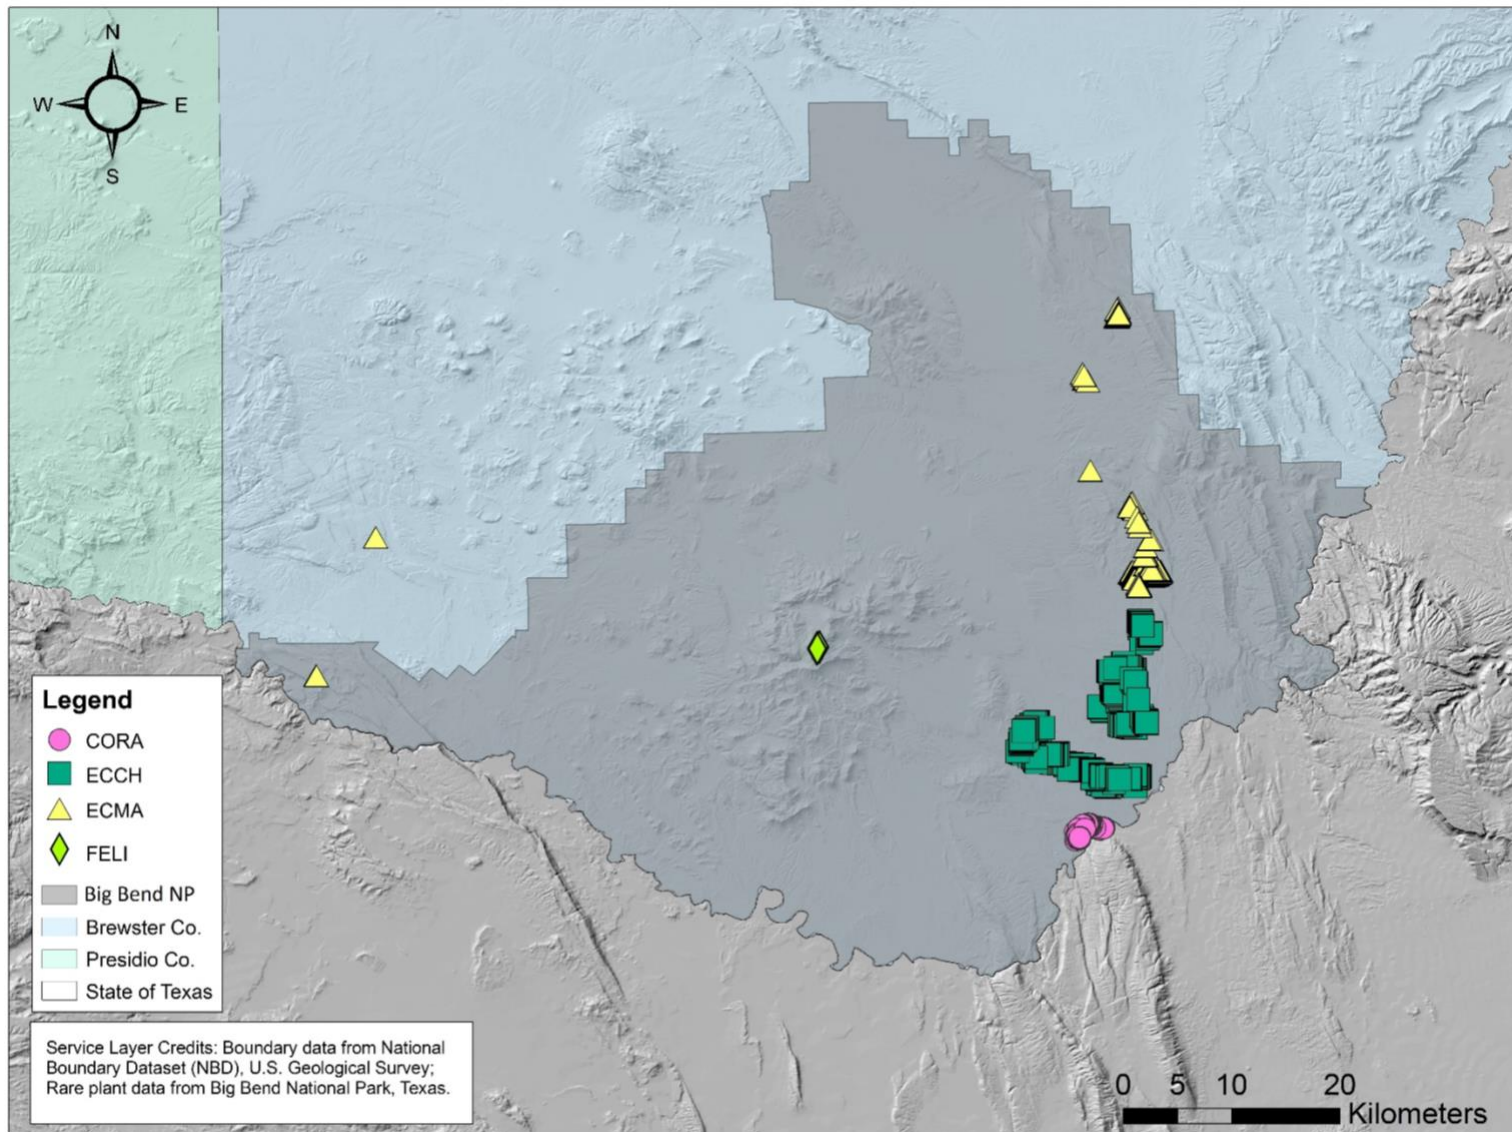 N
W E
S
Legend
CORA
ECCH
ECMA
FELI
Big Bend NP
Brewster Co.
Presidio Co.
State of Texas
Service Layer Credits: Boundary data from National
Boundary Dataset (NBD), U.S. Geological Survey;
Rare plant data from Big Bend National Park, Texas.
0 5 10 20
Kilometers